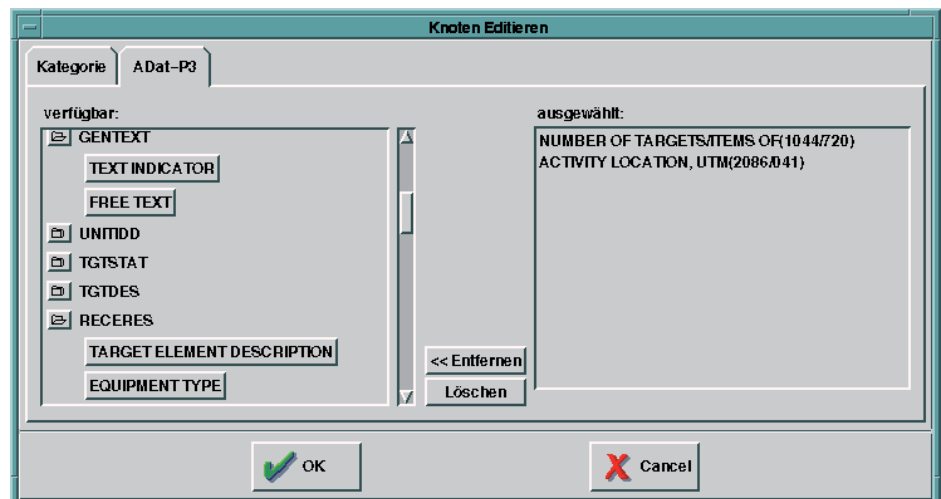 Knoten Editieren
Kategorie
ADat-P3
verfügbar:
GENTEXT
TEXT INDICATOR
FREE TEXT
UNITIDD
TGTSTAT
TGTDES
RECERES
TARGET ELEMENT DESCRIPTION
EQUIPMENT TYPE
<< Entfernen
Löschen
ausgewählt:
NUMBER OF TARGETS/ITEMS OF(1044/720)
ACTIVITY LOCATION, UTM(2086/041)
OK
Cancel